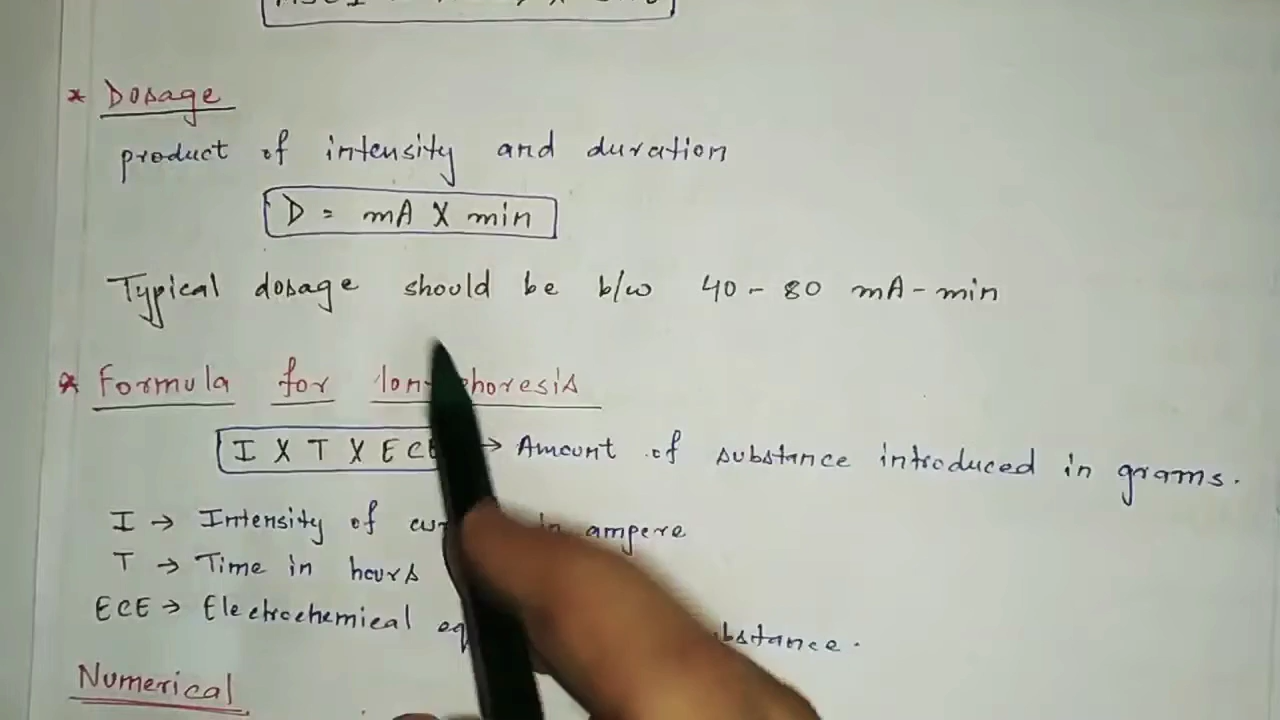 * Dosage
product of intensity and duration
D = mA X min
Typical dosage should be b/w 40 - 80 mA-min
* Formula for
I X T X → Amount of substance introduced in grams.
I → Intensity of in ampere
T → Time in hours
ECE → Electrochemical
Numerical